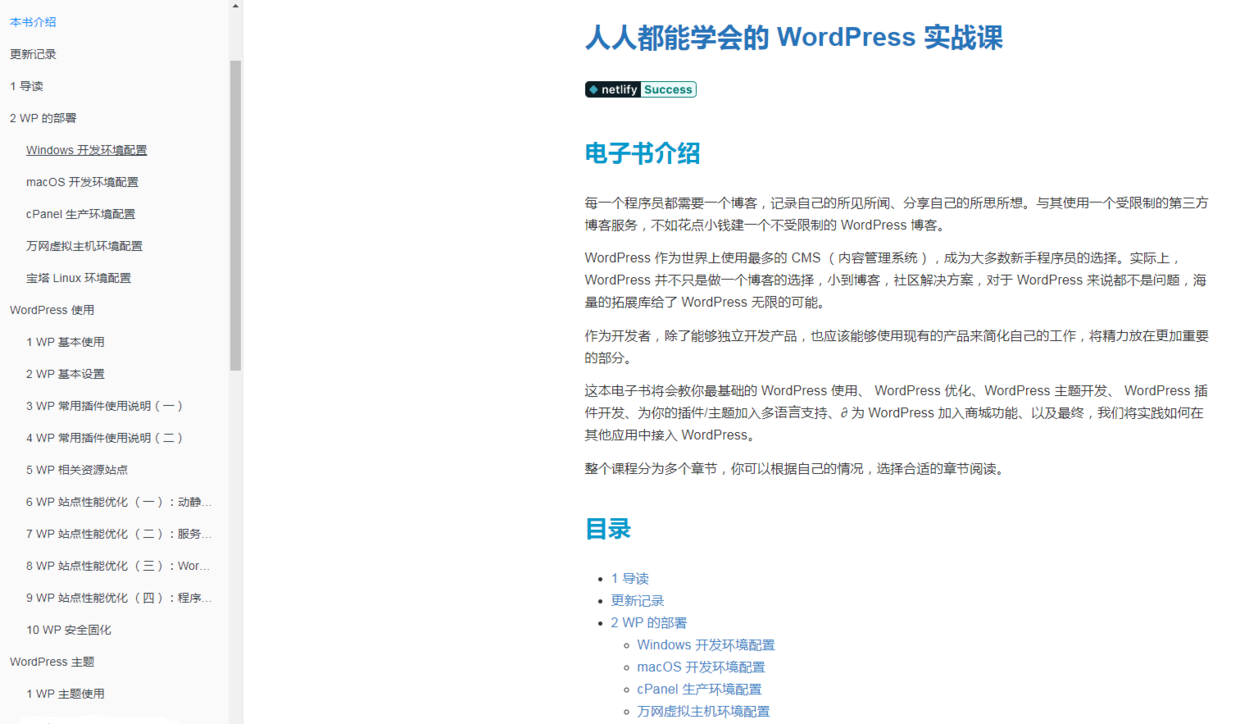 本书介绍
更新记录
1 导读
2 WP 的部署
Windows 开发环境配置
macOS 开发环境配置
cPanel 生产环境配置
万网虚拟主机环境配置
宝塔 Linux 环境配置
WordPress 使用
1 WP 基本使用
2 WP 基本设置
3 WP 常用插件使用说明（一）
4 WP 常用插件使用说明（二）
5 WP 相关资源站点
6 WP 站点性能优化（一）：动静...
7 WP 站点性能优化（二）：服务...
8 WP 站点性能优化（三）：Wor...
9 WP 站点性能优化（四）：程序...
10 WP 安全固化
WordPress 主题
1 WP 主题使用
人人都能学会的 WordPress 实战课
netlify Success
电子书介绍
每一个程序员都需要一个博客，记录自己的所见所闻、分享自己的所思所想。与其使用一个受限制的第三方
博客服务，不如花点小钱建一个不受限制的 WordPress 博客。
WordPress 作为世界上使用最多的 CMS （内容管理系统），成为大多数新手程序员的选择。实际上，
WordPress 并不只是做一个博客的选择，小到博客，社区解决方案，对于 WordPress 来说都不是问题，海
量的拓展库给了 WordPress 无限的可能。
作为开发者，除了能够独立开发产品，也应该能够使用现有的产品来简化自己的工作，将精力放在更加重要
的部分。
这本电子书将会教你最基础的 WordPress 使用、 WordPress 优化、WordPress 主题开发、 WordPress 插
件开发、为你的插件/主题加入多语言支持、∂ 为 WordPress 加入商城功能、以及最终，我们将实践如何在
其他应用中接入 WordPress。
整个课程分为多个章节，你可以根据自己的情况，选择合适的章节阅读。
目录
1 导读
更新记录
2 WP 的部署
Windows 开发环境配置
macOS 开发环境配置
cPanel 生产环境配置
万网虚拟主机环境配置